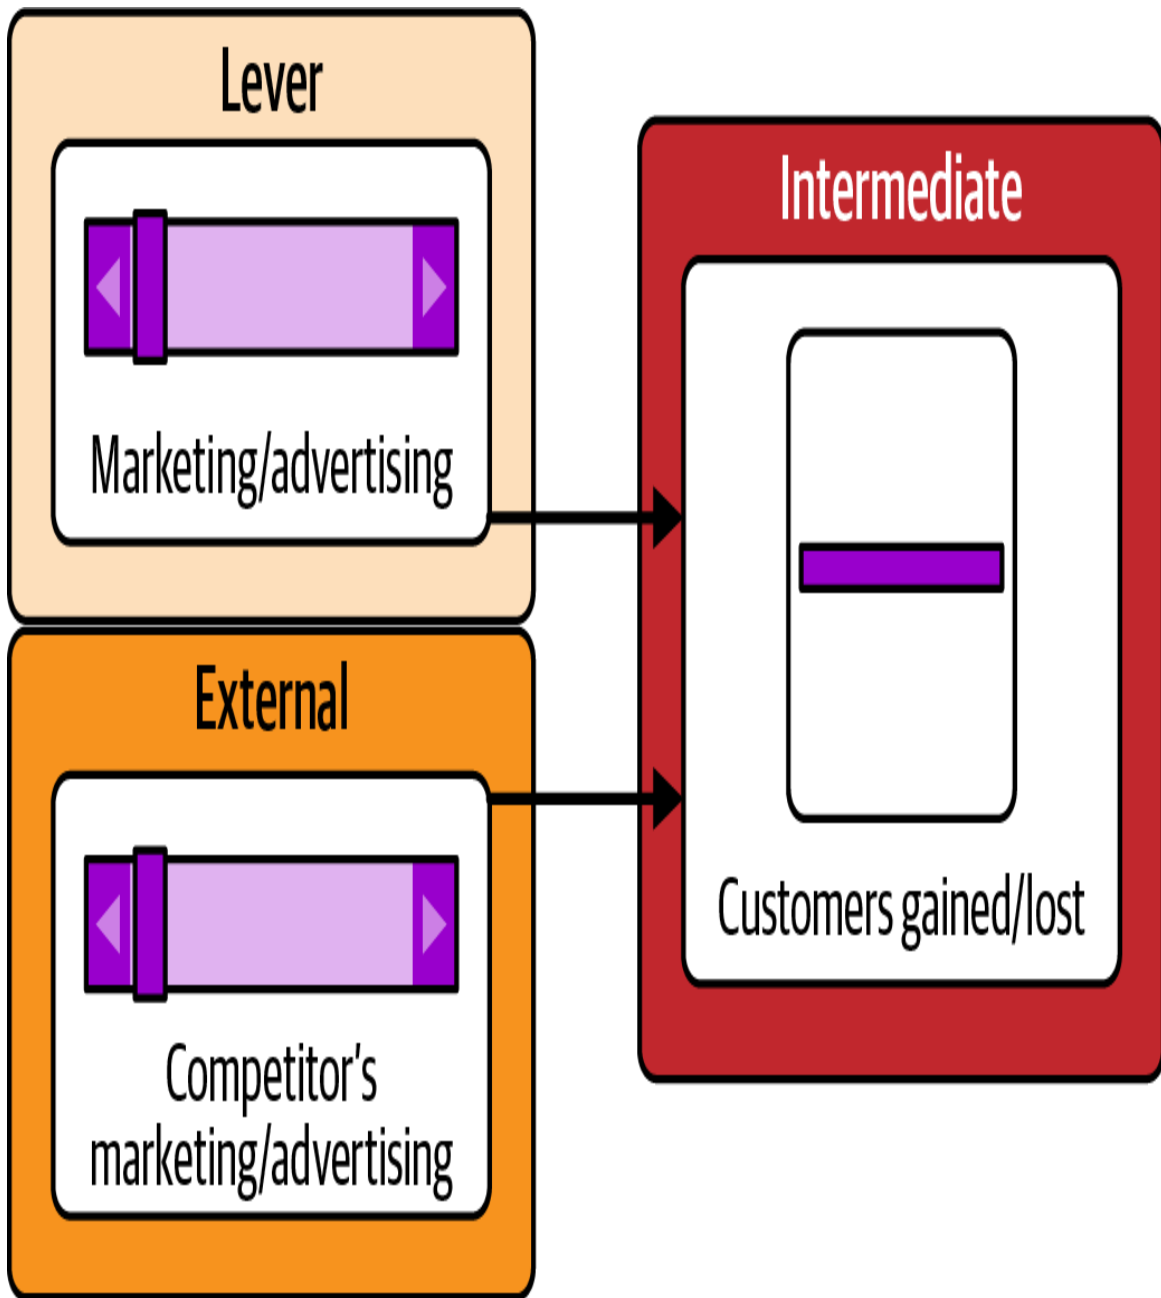 Lever
Marketing/advertising
External
Competitor’s
marketing/advertising
Intermediate
Customers gained/lost